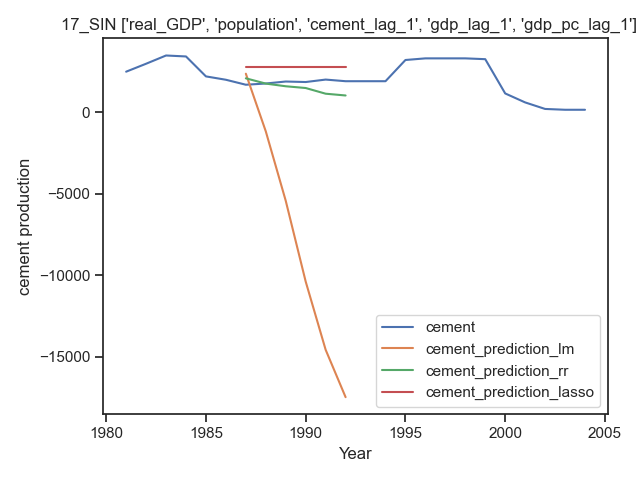 17_SIN ['real_GDP', 'population', 'cement_lag_1', 'gdp_lag_1', 'gdp_pc_lag_1']
cement production
0
−5000
−10000
−15000
cement
cement_prediction_lm
cement_prediction_rr
cement_prediction_lasso
1980
1985
1990
1995
2000
2005
Year